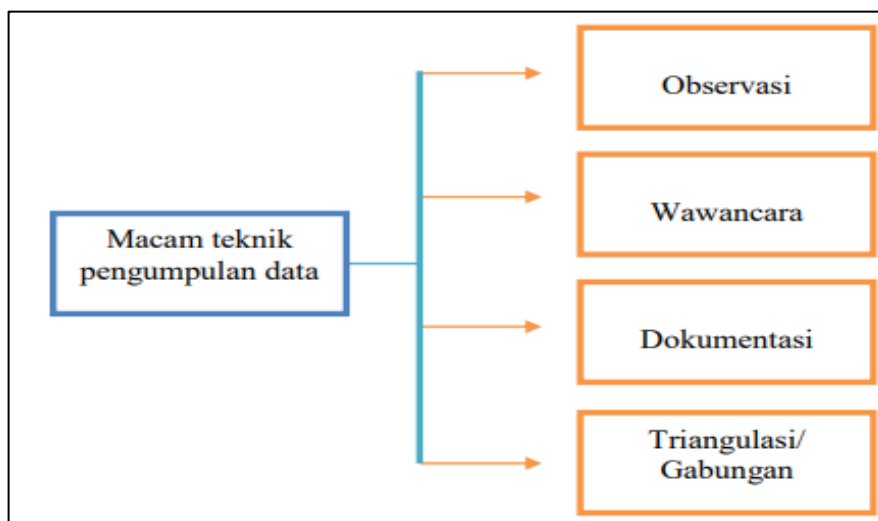 Macam teknik
pengumpulan data
Observasi
Wawancara
Dokumentasi
Triangulasi/
Gabungan